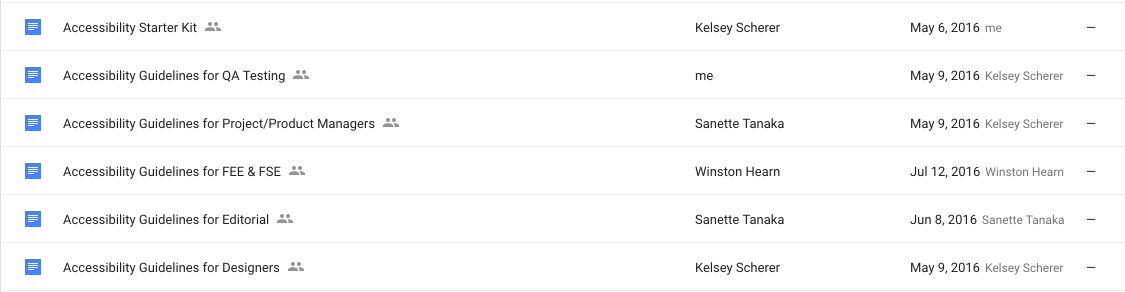 Accessibility Starter Kit Kelsey Scherer May 6, 2016 me –
Accessibility Guidelines for QA Testing me May 9, 2016 Kelsey Scherer –
Accessibility Guidelines for Project/Product Managers Sanette Tanaka May 9, 2016 Kelsey Scherer –
Accessibility Guidelines for FEE & FSE Winston Hearn Jul 12, 2016 Winston Hearn –
Accessibility Guidelines for Editorial Sanette Tanaka Jun 8, 2016 Sanette Tanaka –
Accessibility Guidelines for Designers Kelsey Scherer May 9, 2016 Kelsey Scherer –